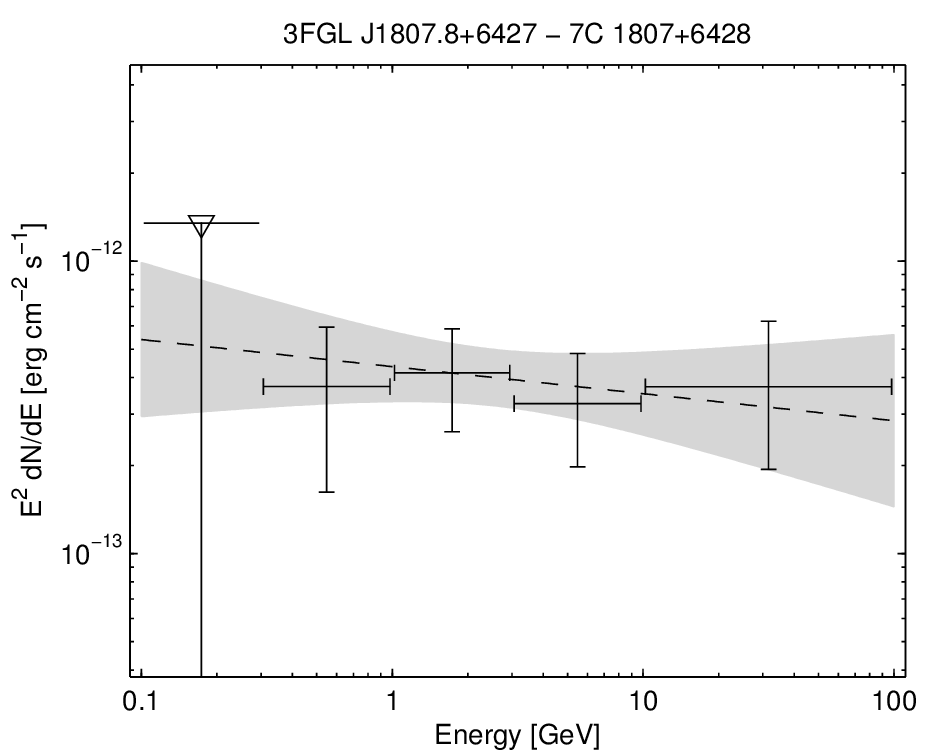 3FGL J1807.8+6427 − 7C 1807+6428
E² dN/dE [erg cm⁻² s⁻¹]
10⁻¹²
10⁻¹³
0.1 1 10 100
Energy [GeV]